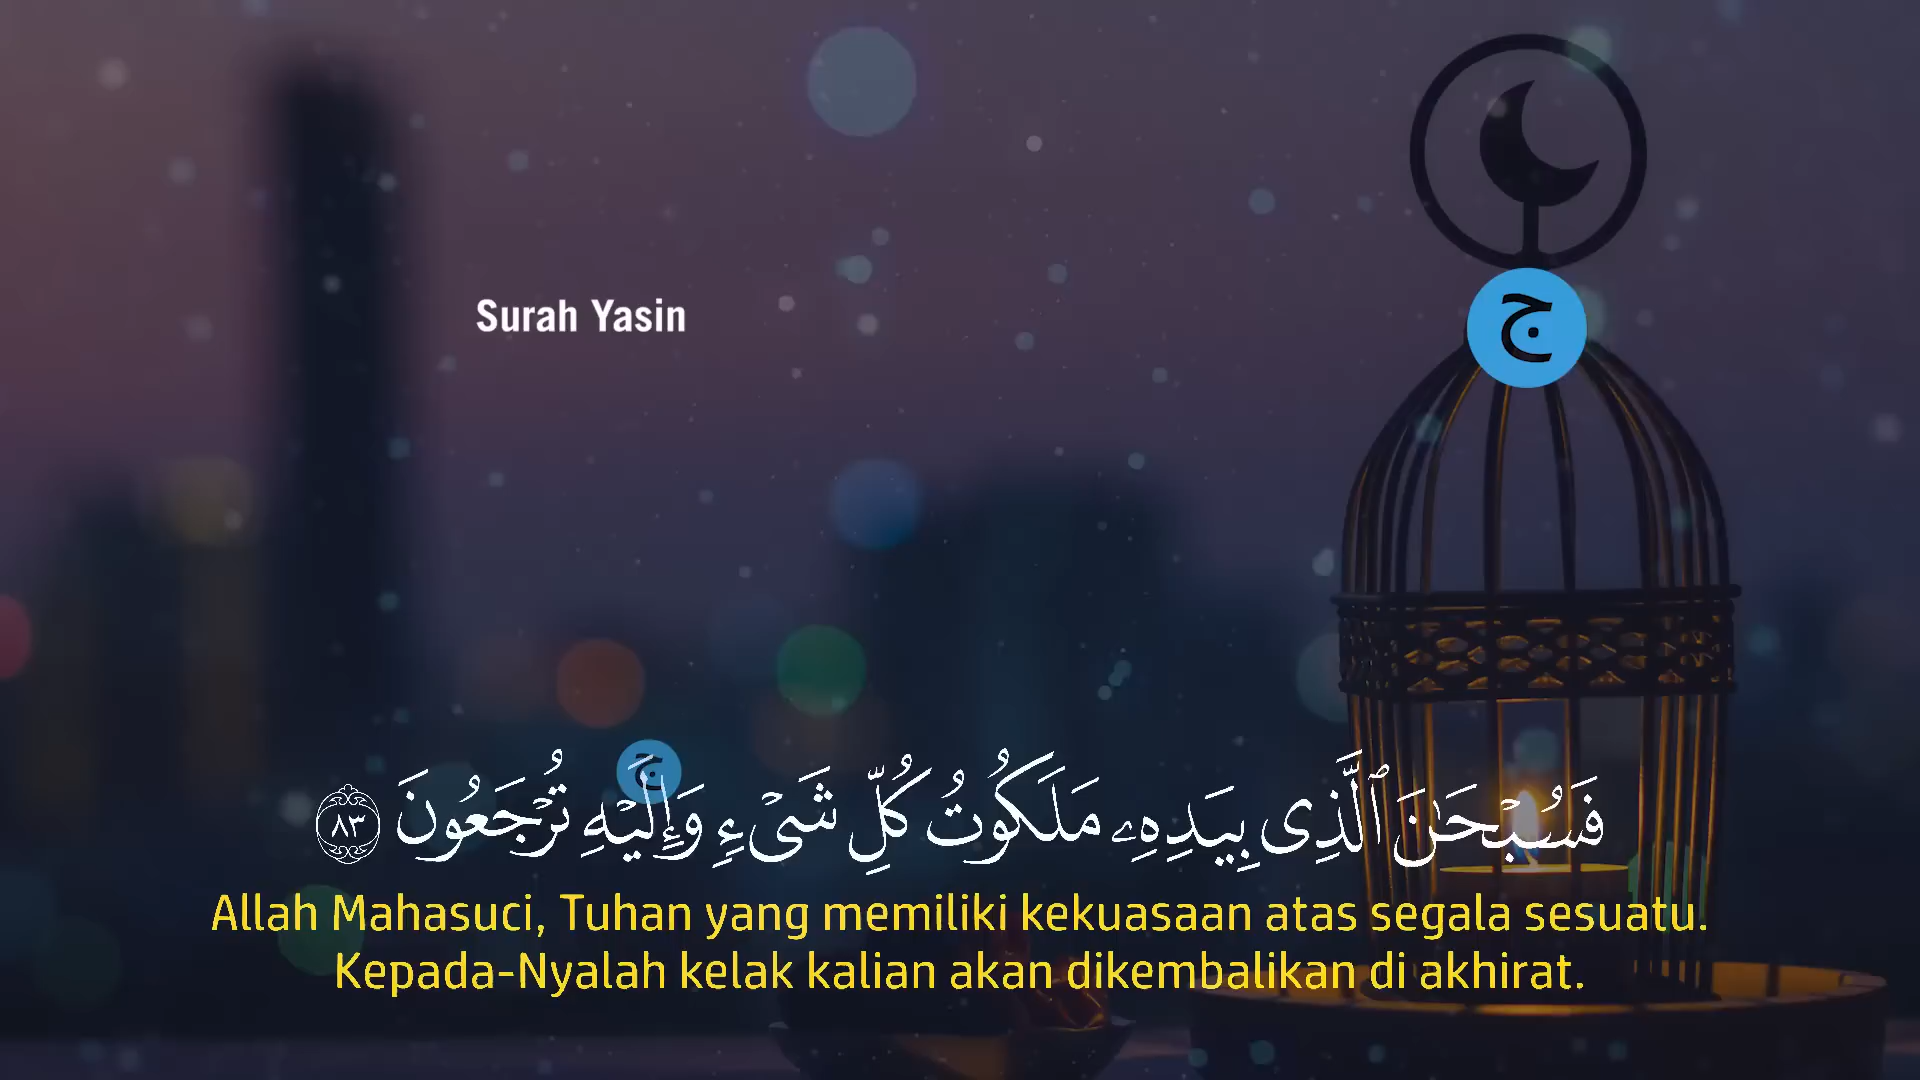 Surah Yasin
ج
ج
فَسُبْحَـٰنَ ٱلَّذِى بِيَدِهِۦ مَلَكُوتُ كُلِّ شَىْءٍ وَإِلَيْهِ تُرْجَعُونَ ٨٣
Allah Mahasuci, Tuhan yang memiliki kekuasaan atas segala sesuatu.
Kepada-Nyalah kelak kalian akan dikembalikan di akhirat.